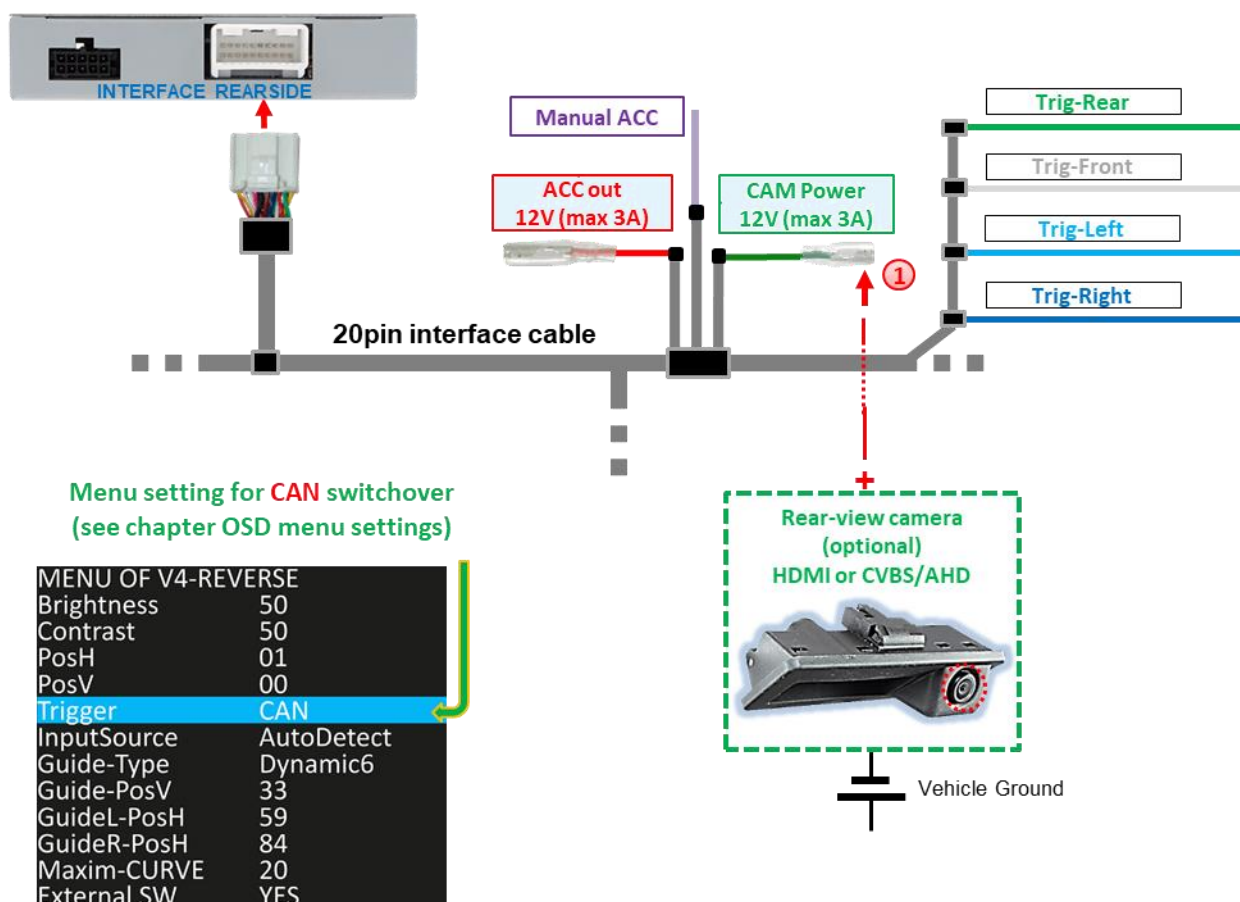 INTERFACE REARSIDE
Manual ACC
ACC out
12V (max 3A)
CAM Power
12V (max 3A)
Trig-Rear
Trig-Front
Trig-Left
Trig-Right
1
20pin interface cable
Menu setting for CAN switchover
(see chapter OSD menu settings)
MENU OF V4-REVERSE
Brightness 50
Contrast 50
PosH 01
PosV 00
Trigger CAN
InputSource AutoDetect
Guide-Type Dynamic6
Guide-PosV 33
GuideL-PosH 59
GuideR-PosH 84
Maxim-CURVE 20
External SW YES
+
Rear-view camera
(optional)
HDMI or CVBS/AHD
Vehicle Ground